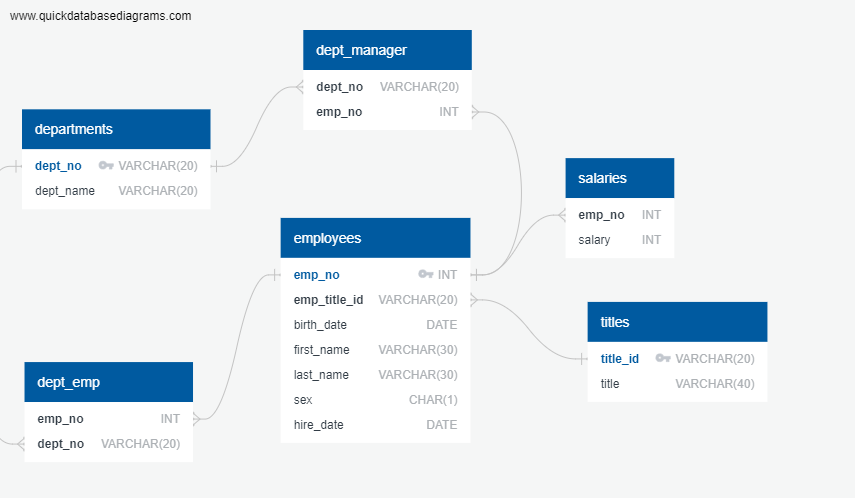 www.quickdatabasediagrams.com
dept_manager
dept_no VARCHAR(20)
emp_no INT
departments
dept_no VARCHAR(20)
dept_name VARCHAR(20)
salaries
emp_no INT
salary INT
employees
emp_no INT
emp_title_id VARCHAR(20)
birth_date DATE
first_name VARCHAR(30)
last_name VARCHAR(30)
sex CHAR(1)
hire_date DATE
titles
title_id VARCHAR(20)
title VARCHAR(40)
dept_emp
emp_no INT
dept_no VARCHAR(20)